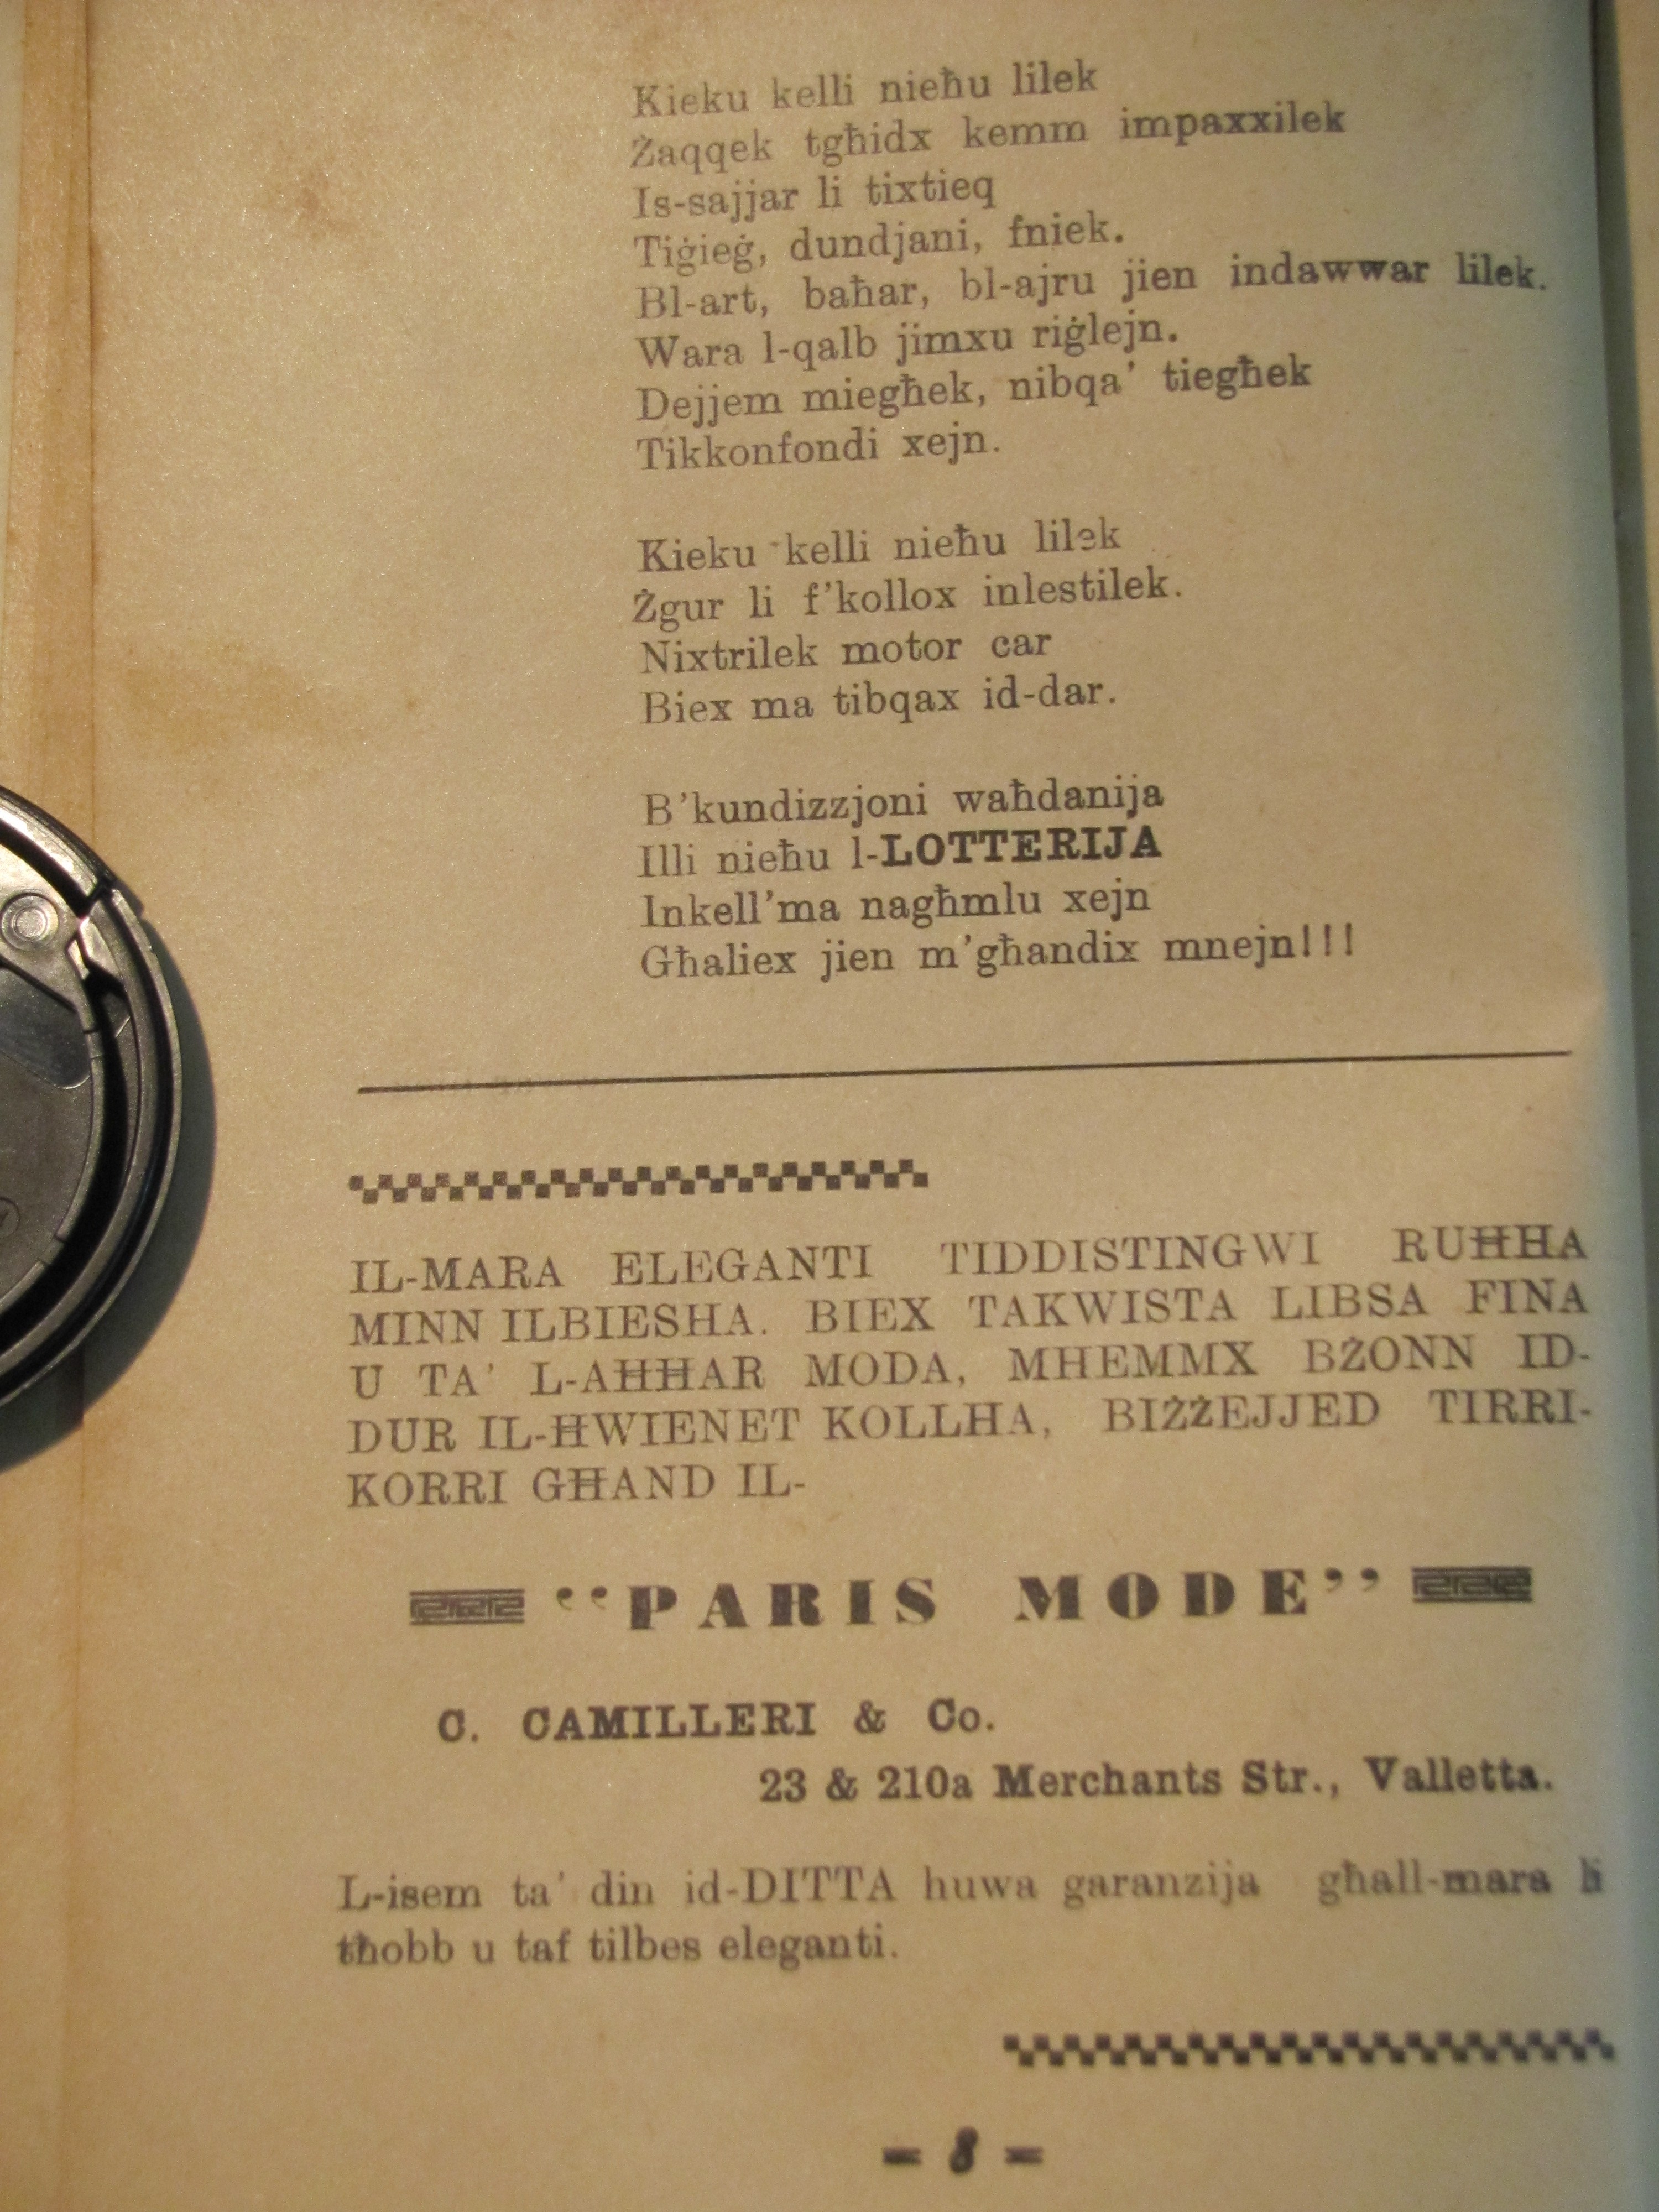 Kieku kelli nieħu lilek
Żaqqek tgħidx kemm impaxxilek
Is-sajjar li tixtieq
Tiġieġ, dundjani, fniek.
Bl-art, baħar, bl-ajru jien indawwar lilek.
Wara l-qalb jimxu riġlejn.
Dejjem miegħek, nibqa' tiegħek
Tikkonfondi xejn.
Kieku kelli nieħu lilek
Żgur li f'kollox inlestilek.
Nixtrilek motor car
Biex ma tibqax id-dar.
B'kundizzjoni waħdanija
Illi nieħu l-LOTTERIJA
Inkell'ma nagħmlu xejn
Għaliex jien m'għandix mnejn!!!
IL-MARA ELEGANTI TIDDISTINGWI RUĦĦA
MINN ILBIESHA. BIEX TAKWISTA LIBSA FINA
U TA' L-AĦĦAR MODA, MHEMMX BŻONN ID-
DUR IL-ĦWIENET KOLLHA, BIŻŻEJJED TIRRI-
KORRI GĦAND IL-
"PARIS MODE"
C. CAMILLERI & Co.
23 & 210a Merchants Str., Valletta.
L-isem ta' din id-DITTA huwa garanzija għall-mara li
tħobb u taf tilbes eleganti.
- 8 -